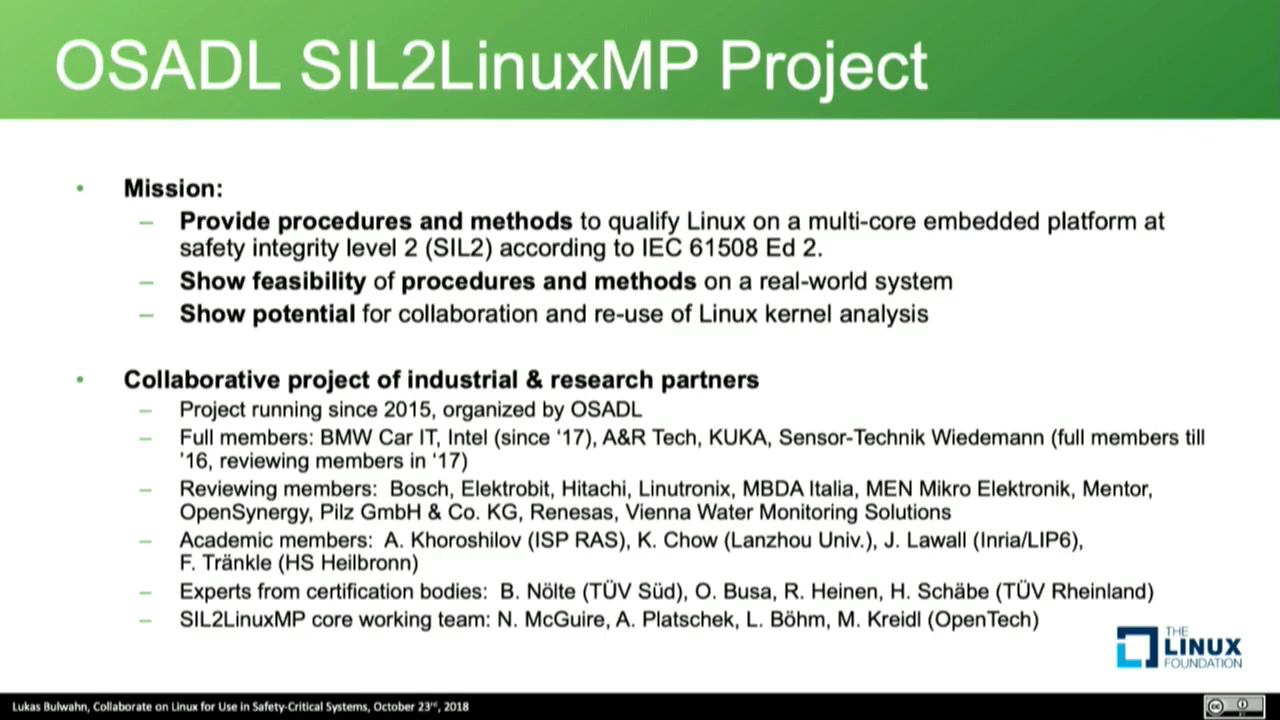 OSADL SIL2LinuxMP Project
• Mission:
– Provide procedures and methods to qualify Linux on a multi-core embedded platform at
safety integrity level 2 (SIL2) according to IEC 61508 Ed 2.
– Show feasibility of procedures and methods on a real-world system
– Show potential for collaboration and re-use of Linux kernel analysis
• Collaborative project of industrial & research partners
– Project running since 2015, organized by OSADL
– Full members: BMW Car IT, Intel (since ‘17), A&R Tech, KUKA, Sensor-Technik Wiedemann (full members till
’16, reviewing members in ‘17)
– Reviewing members: Bosch, Elektrobit, Hitachi, Linutronix, MBDA Italia, MEN Mikro Elektronik, Mentor,
OpenSynergy, Pilz GmbH & Co. KG, Renesas, Vienna Water Monitoring Solutions
– Academic members: A. Khoroshilov (ISP RAS), K. Chow (Lanzhou Univ.), J. Lawall (Inria/LIP6),
F. Tränkle (HS Heilbronn)
– Experts from certification bodies: B. Nölte (TÜV Süd), O. Busa, R. Heinen, H. Schäbe (TÜV Rheinland)
– SIL2LinuxMP core working team: N. McGuire, A. Platschek, L. Böhm, M. Kreidl (OpenTech)
THE
LINUX
FOUNDATION
Lukas Bulwahn, Collaborate on Linux for Use in Safety-Critical Systems, October 23rd, 2018
cc